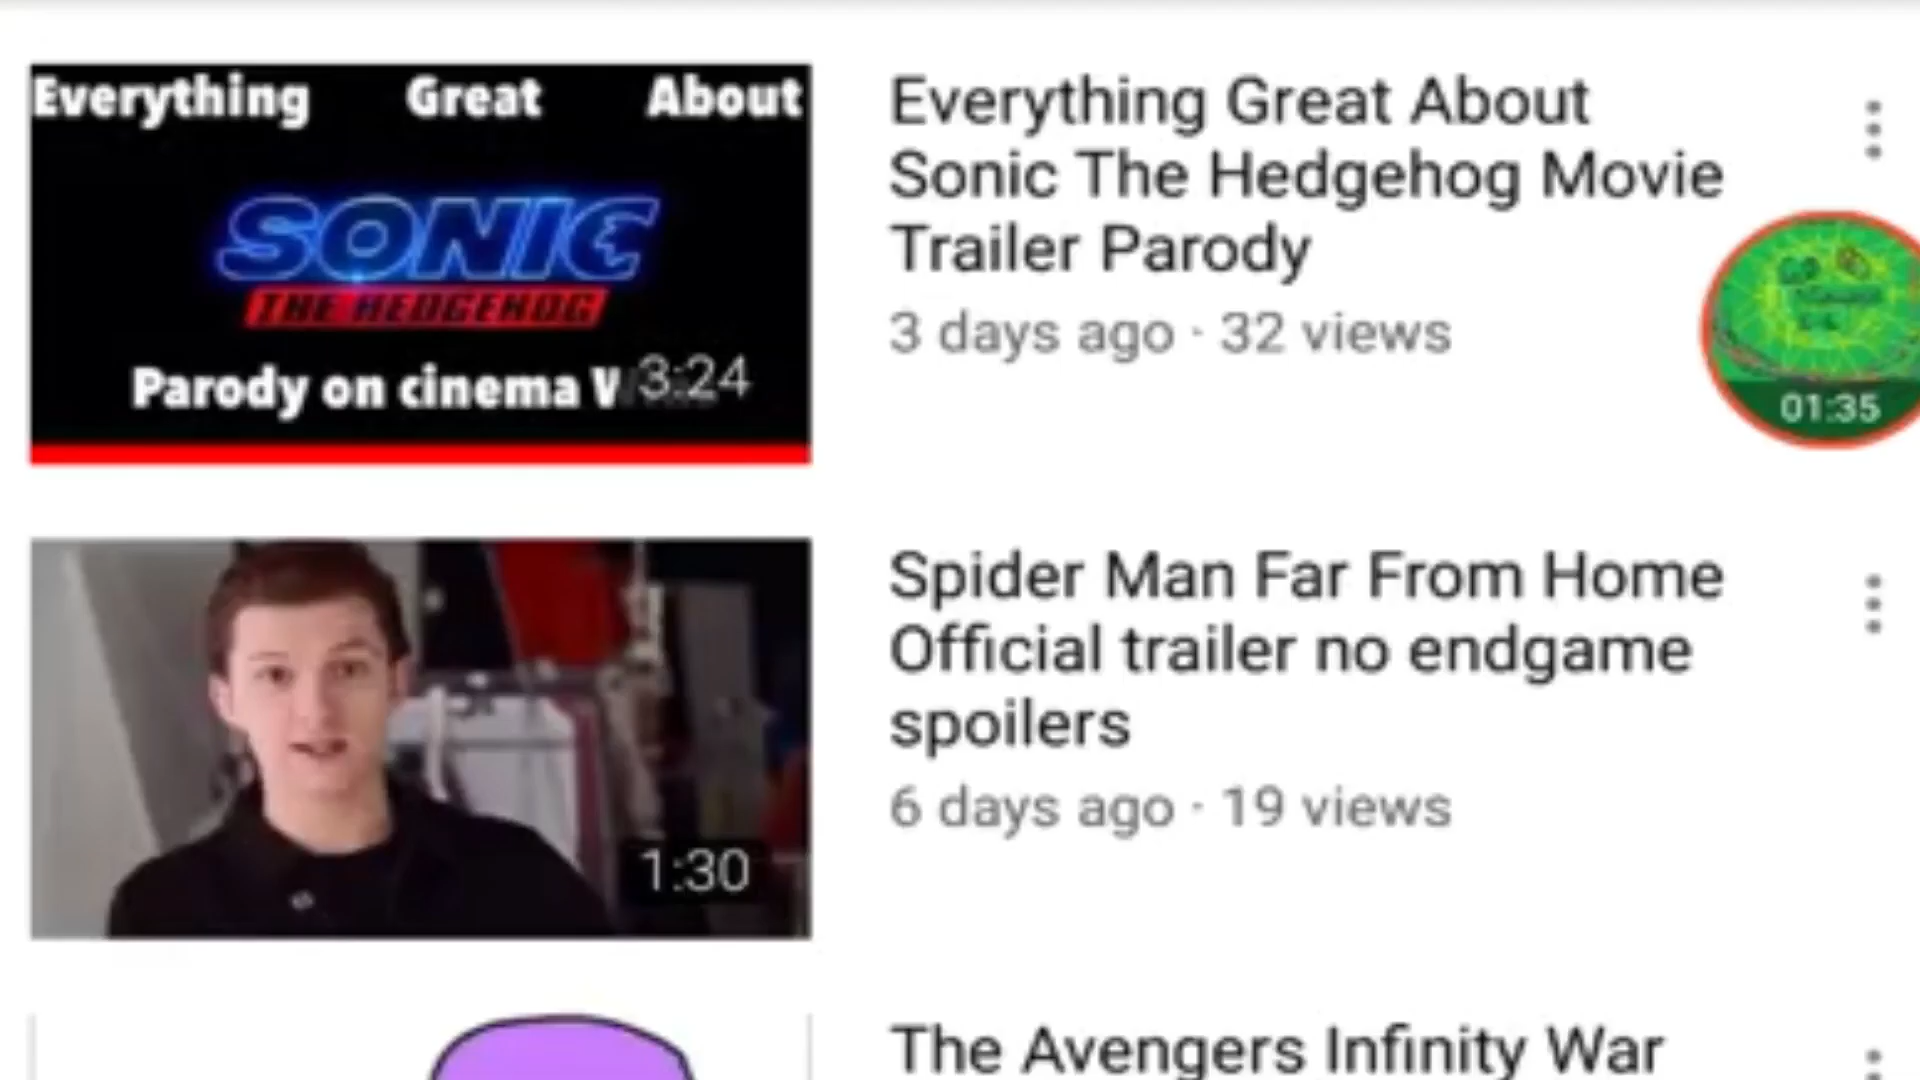 Everything Great About
SONIC
THE HEDGEHOG
Parody on cinema
3:24
Everything Great About
Sonic The Hedgehog Movie
Trailer Parody
3 days ago · 32 views
01:35
1:30
Spider Man Far From Home
Official trailer no endgame
spoilers
6 days ago · 19 views
The Avengers Infinity War